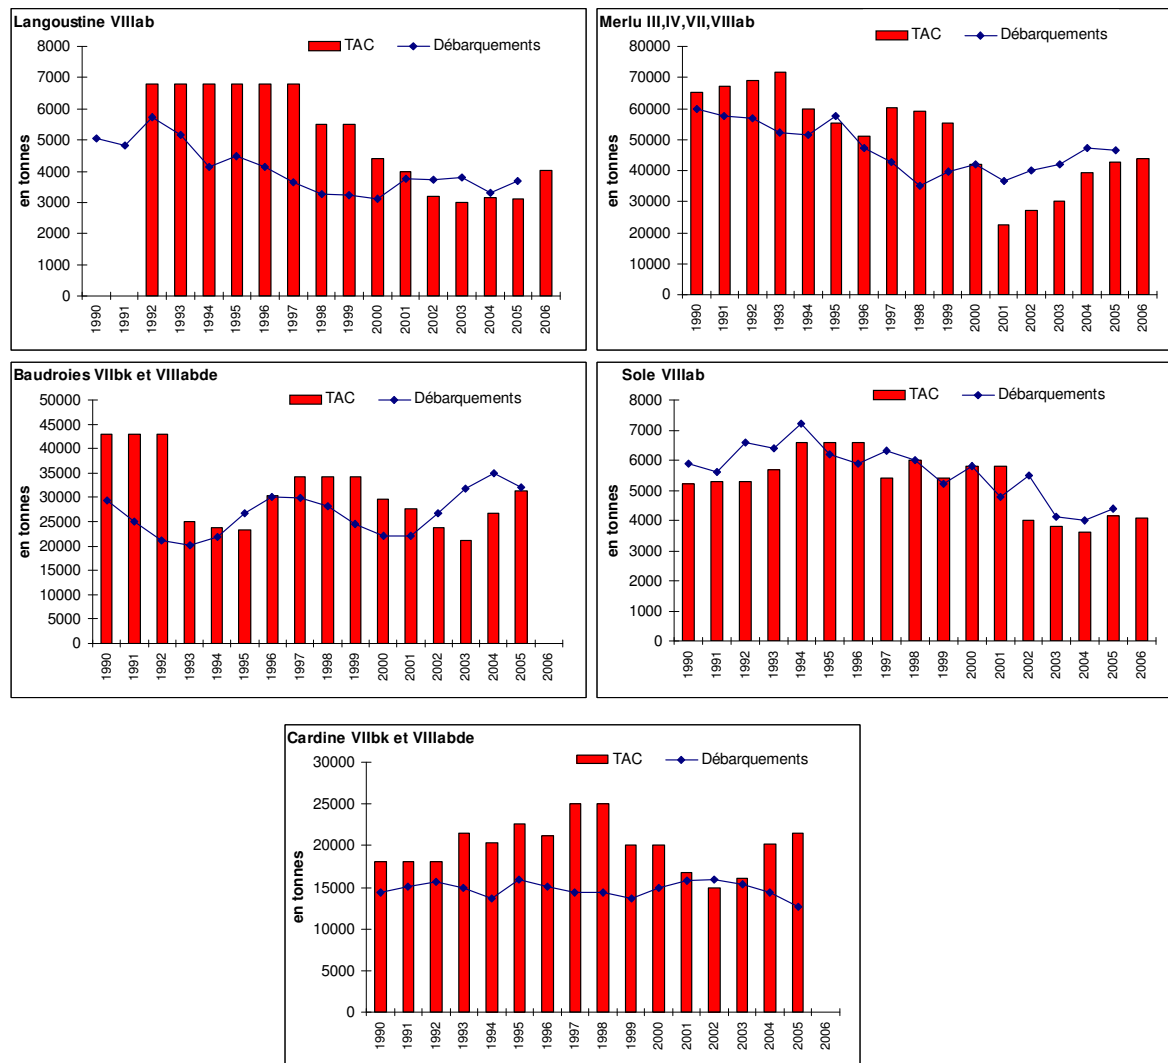 Langoustine VIIIab
TAC Débarquements
en tonnes
8000
7000
6000
5000
4000
3000
2000
1000
0
1990 1991 1992 1993 1994 1995 1996 1997 1998 1999 2000 2001 2002 2003 2004 2005 2006
Merlu III,IV,VII,VIIIab
TAC Débarquements
en tonnes
80000
70000
60000
50000
40000
30000
20000
10000
0
1990 1991 1992 1993 1994 1995 1996 1997 1998 1999 2000 2001 2002 2003 2004 2005 2006
Baudroies VIIbk et VIIIabde
TAC Débarquements
en tonnes
50000
45000
40000
35000
30000
25000
20000
15000
10000
5000
0
1990 1991 1992 1993 1994 1995 1996 1997 1998 1999 2000 2001 2002 2003 2004 2005 2006
Sole VIIIab
TAC Débarquements
en tonnes
8000
7000
6000
5000
4000
3000
2000
1000
0
1990 1991 1992 1993 1994 1995 1996 1997 1998 1999 2000 2001 2002 2003 2004 2005 2006
Cardine VIIbk et VIIIabde
TAC Débarquements
en tonnes
30000
25000
20000
15000
10000
5000
0
1990 1991 1992 1993 1994 1995 1996 1997 1998 1999 2000 2001 2002 2003 2004 2005 2006